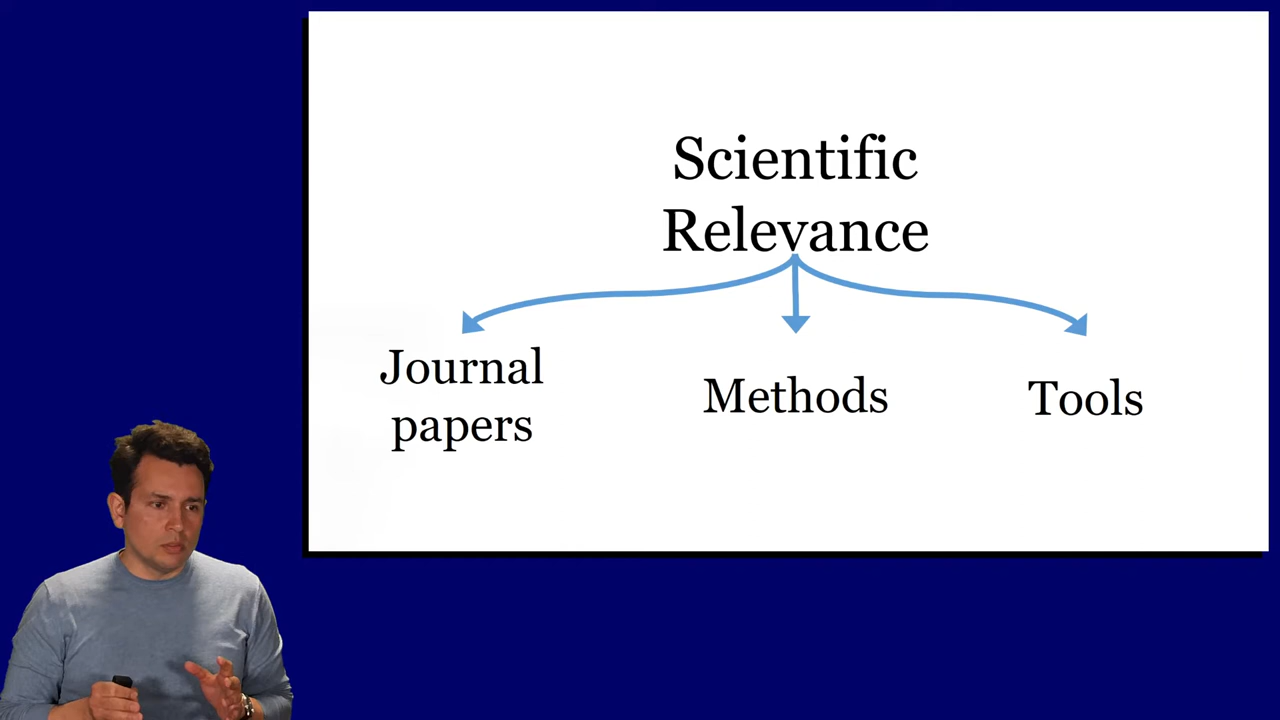 Scientific
Relevance
Journal
papers
Methods
Tools